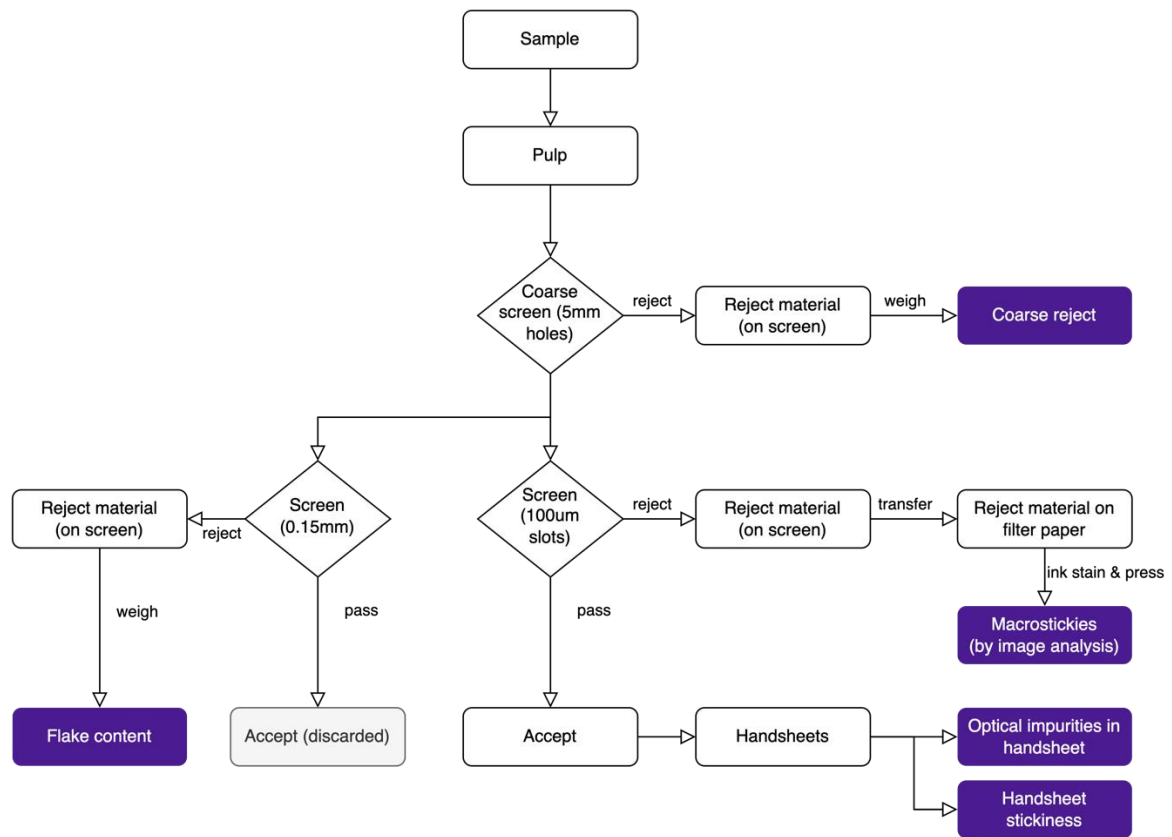 Sample
Pulp
Coarse
screen (5mm
holes)
reject
Reject material
(on screen)
weigh
Coarse reject
Reject material
(on screen)
reject
Screen
(0.15mm)
Screen
(100um
slots)
reject
Reject material
(on screen)
transfer
Reject material on
filter paper
ink stain & press
weigh
pass
pass
Macrostickies
(by image analysis)
Flake content
Accept (discarded)
Accept
Handsheets
Optical impurities in
handsheet
Handsheet
stickiness